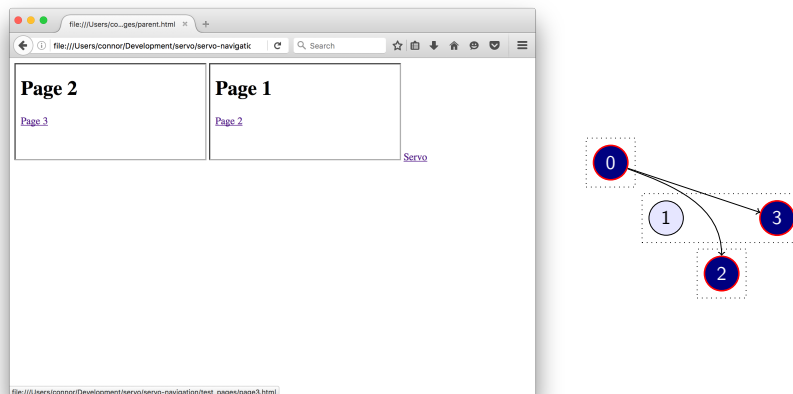 file:///Users/co...ges/parent.html
file:///Users/connor/Development/servo/servo-navigatic
Search
Page 2
Page 3
Page 1
Page 2
Servo
file:///Users/connor/Development/servo/servo-navigation/test_pages/page3.html
0
1
3
2